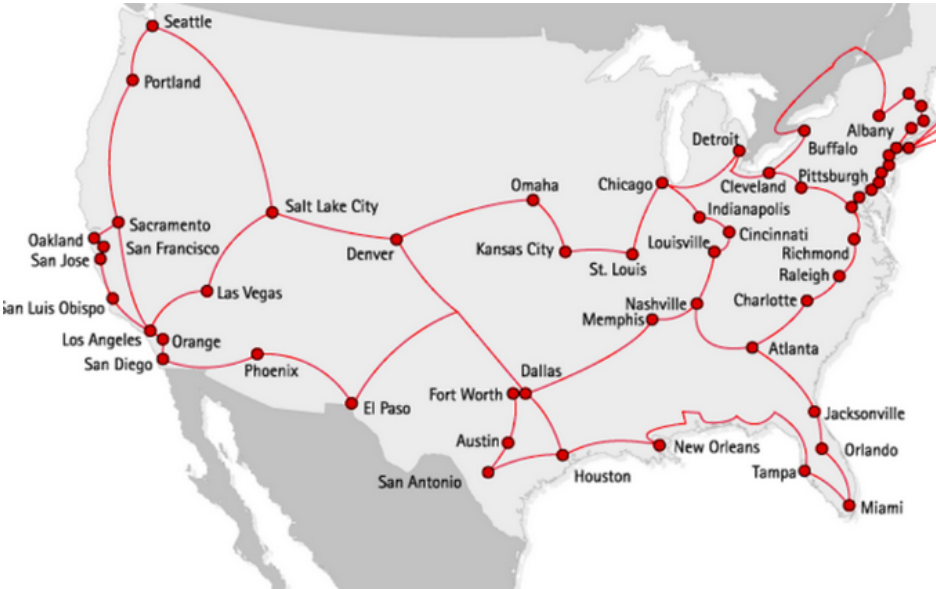 Seattle
Portland
Albany
Buffalo
Detroit
Pittsburgh
Cleveland
Chicago
Omaha
Indianapolis
Salt Lake City
Sacramento
Cincinnati
Oakland
San Francisco
Denver
Kansas City
Louisville
Richmond
San Jose
St. Louis
Raleigh
Las Vegas
San Luis Obispo
Nashville
Charlotte
Memphis
Los Angeles
Orange
Atlanta
San Diego
Phoenix
Dallas
Fort Worth
El Paso
Jacksonville
Austin
New Orleans
Orlando
San Antonio
Houston
Tampa
Miami